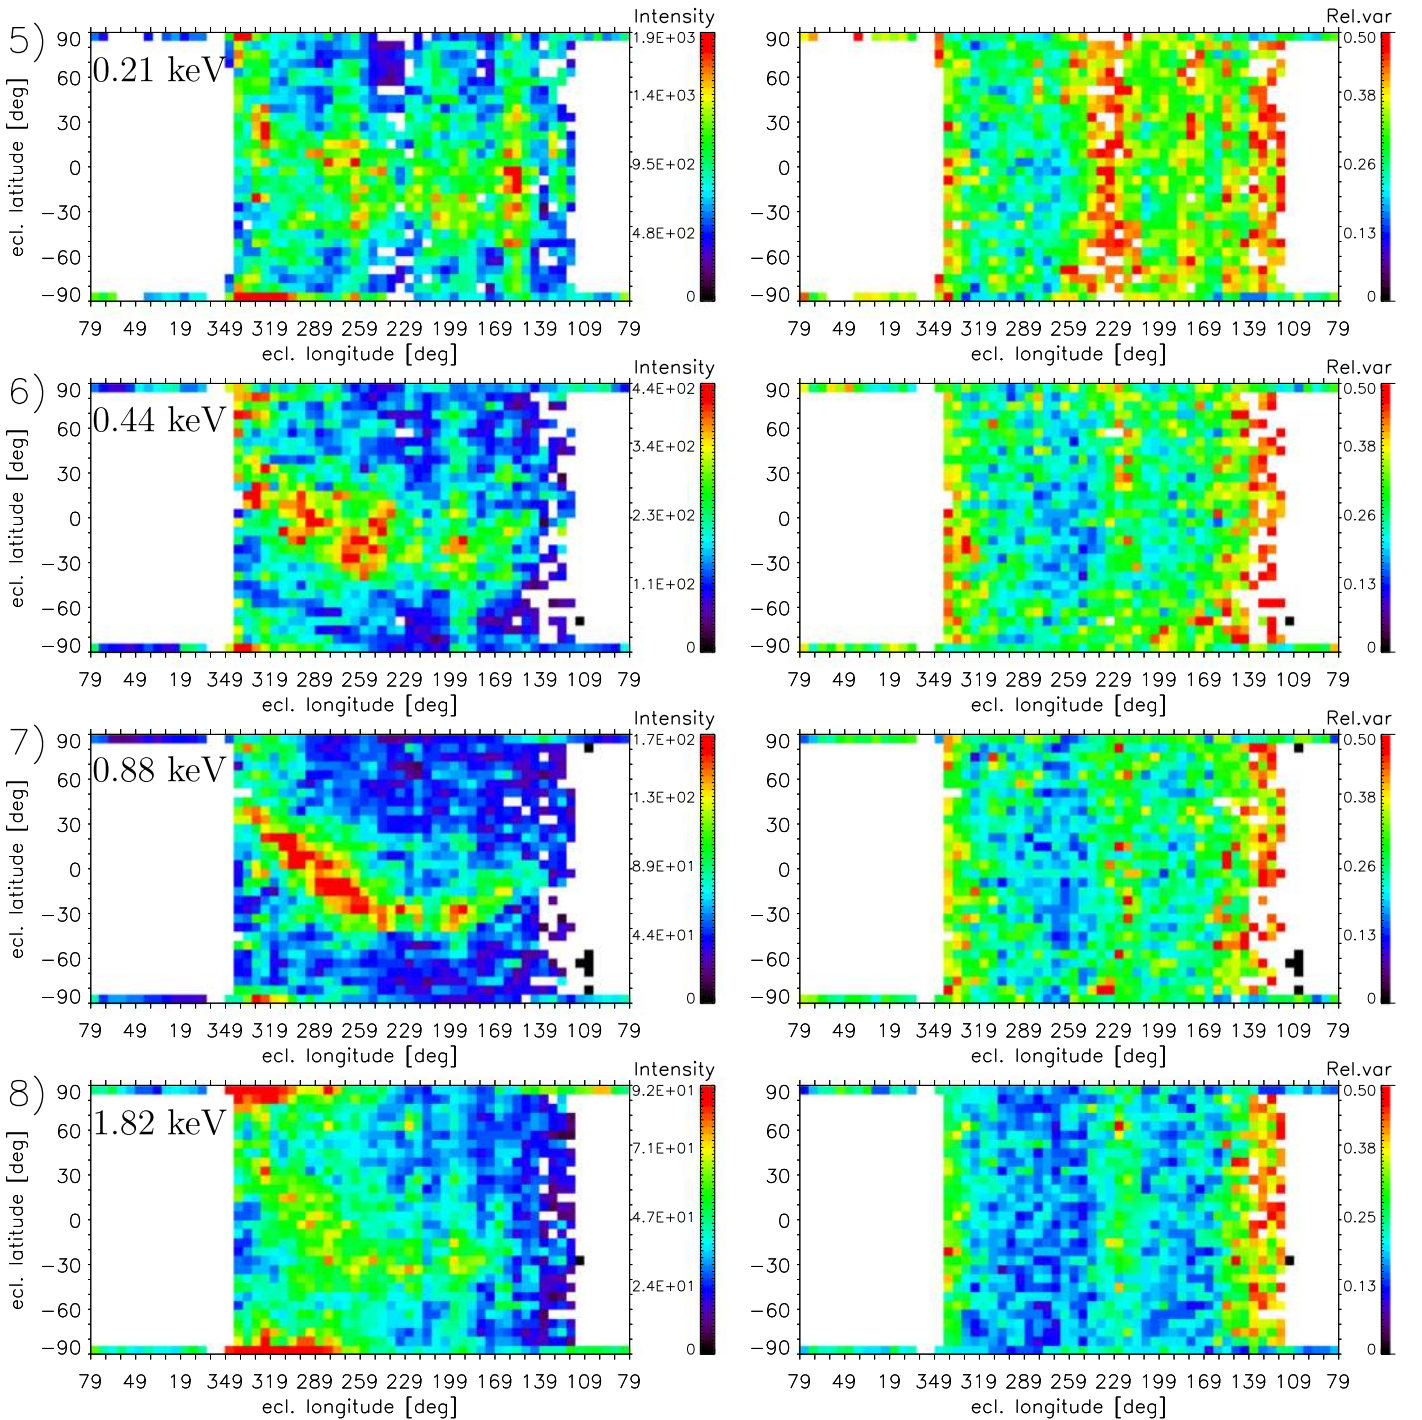 5)
0.21 keV
Intensity
1.9E+03
1.4E+03
9.5E+02
4.8E+02
0
ecl. latitude [deg]
90
60
30
0
−30
−60
−90
79 49 19 349 319 289 259 229 199 169 139 109 79
ecl. longitude [deg]
Rel.var
0.50
0.38
0.26
0.13
0
90
60
30
0
−30
−60
−90
79 49 19 349 319 289 259 229 199 169 139 109 79
ecl. longitude [deg]
6)
0.44 keV
Intensity
4.4E+02
3.4E+02
2.3E+02
1.1E+02
0
ecl. latitude [deg]
90
60
30
0
−30
−60
−90
79 49 19 349 319 289 259 229 199 169 139 109 79
ecl. longitude [deg]
Rel.var
0.50
0.38
0.26
0.13
0
90
60
30
0
−30
−60
−90
79 49 19 349 319 289 259 229 199 169 139 109 79
ecl. longitude [deg]
7)
0.88 keV
Intensity
1.7E+02
1.3E+02
8.9E+01
4.4E+01
0
ecl. latitude [deg]
90
60
30
0
−30
−60
−90
79 49 19 349 319 289 259 229 199 169 139 109 79
ecl. longitude [deg]
Rel.var
0.50
0.38
0.26
0.13
0
90
60
30
0
−30
−60
−90
79 49 19 349 319 289 259 229 199 169 139 109 79
ecl. longitude [deg]
8)
1.82 keV
Intensity
9.2E+01
7.1E+01
4.7E+01
2.4E+01
0
ecl. latitude [deg]
90
60
30
0
−30
−60
−90
79 49 19 349 319 289 259 229 199 169 139 109 79
ecl. longitude [deg]
Rel.var
0.50
0.38
0.25
0.13
0
90
60
30
0
−30
−60
−90
79 49 19 349 319 289 259 229 199 169 139 109 79
ecl. longitude [deg]